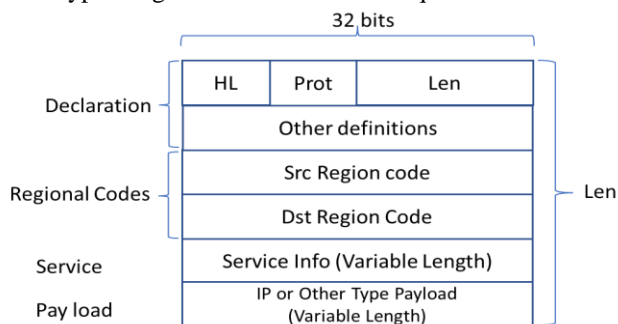 32 bits
HL Prot Len
Declaration
Other definitions
Src Region code
Regional Codes
Len
Dst Region Code
Service
Service Info (Variable Length)
Pay load
IP or Other Type Payload
(Variable Length)